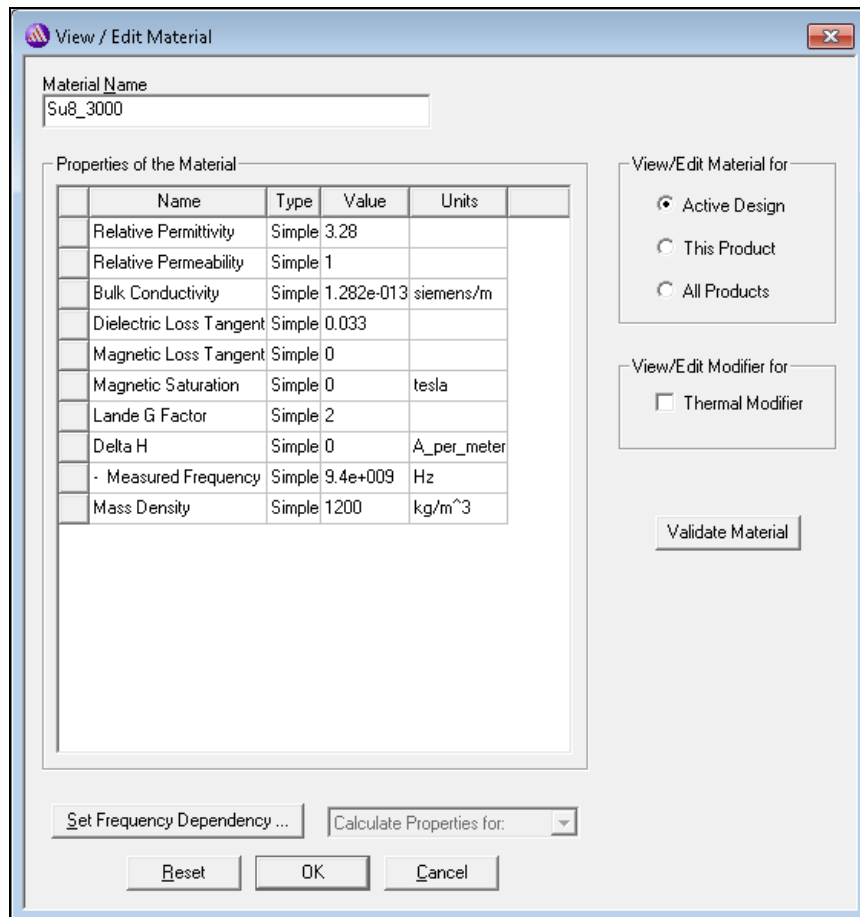 View / Edit Material
Material Name
Su8_3000
Properties of the Material
Name Type Value Units
Relative Permittivity Simple 3.28
Relative Permeability Simple 1
Bulk Conductivity Simple 1.282e-013 siemens/m
Dielectric Loss Tangent Simple 0.033
Magnetic Loss Tangent Simple 0
Magnetic Saturation Simple 0 tesla
Lande G Factor Simple 2
Delta H Simple 0 A_per_meter
- Measured Frequency Simple 9.4e+009 Hz
Mass Density Simple 1200 kg/m^3
View/Edit Material for
Active Design
This Product
All Products
View/Edit Modifier for
Thermal Modifier
Validate Material
Set Frequency Dependency ... Calculate Properties for:
Reset OK Cancel